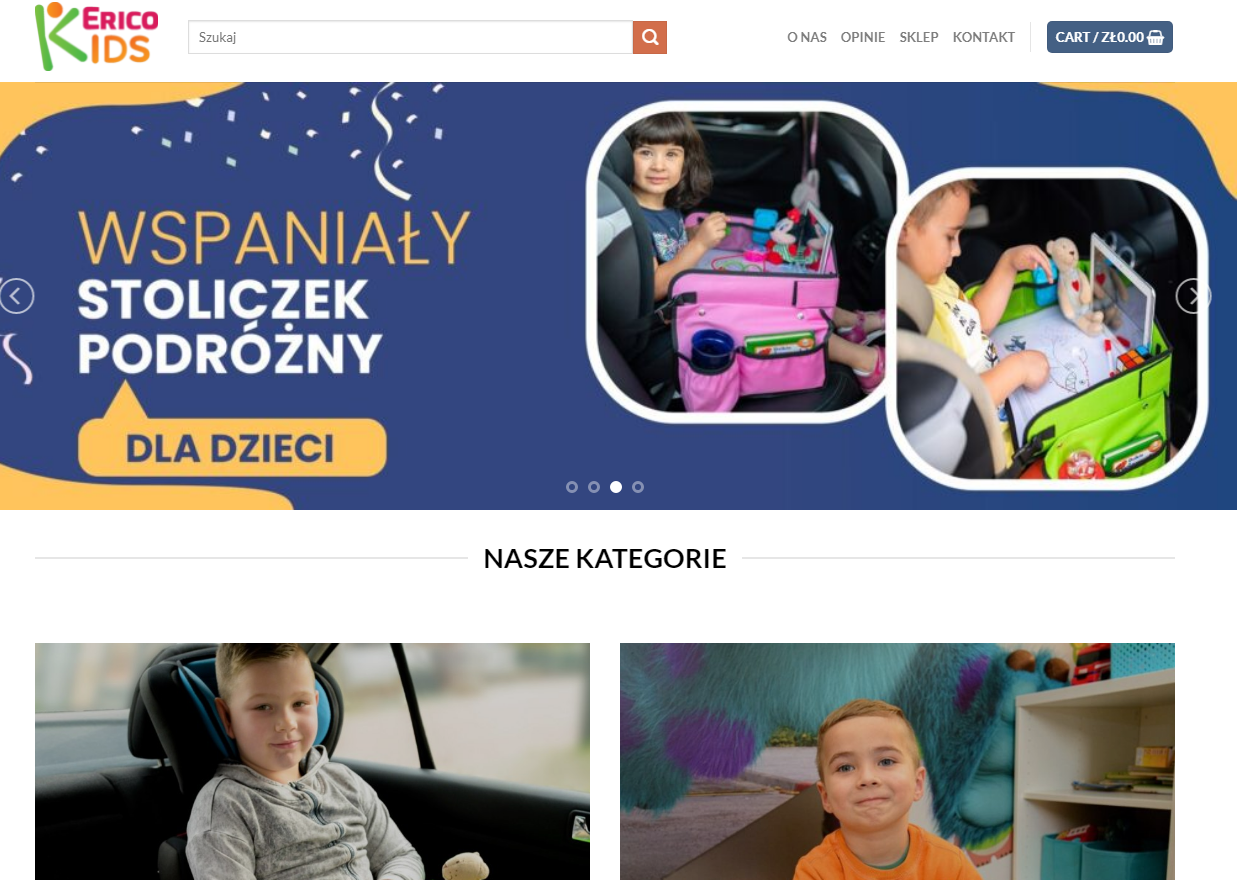 ERICO
KIDS
Szukaj
O NAS
OPINIE
SKLEP
KONTAKT
CART / ZŁ0.00
WSPANIAŁY
STOLICZEK
PODRÓŻNY
DLA DZIECI
NASZE KATEGORIE